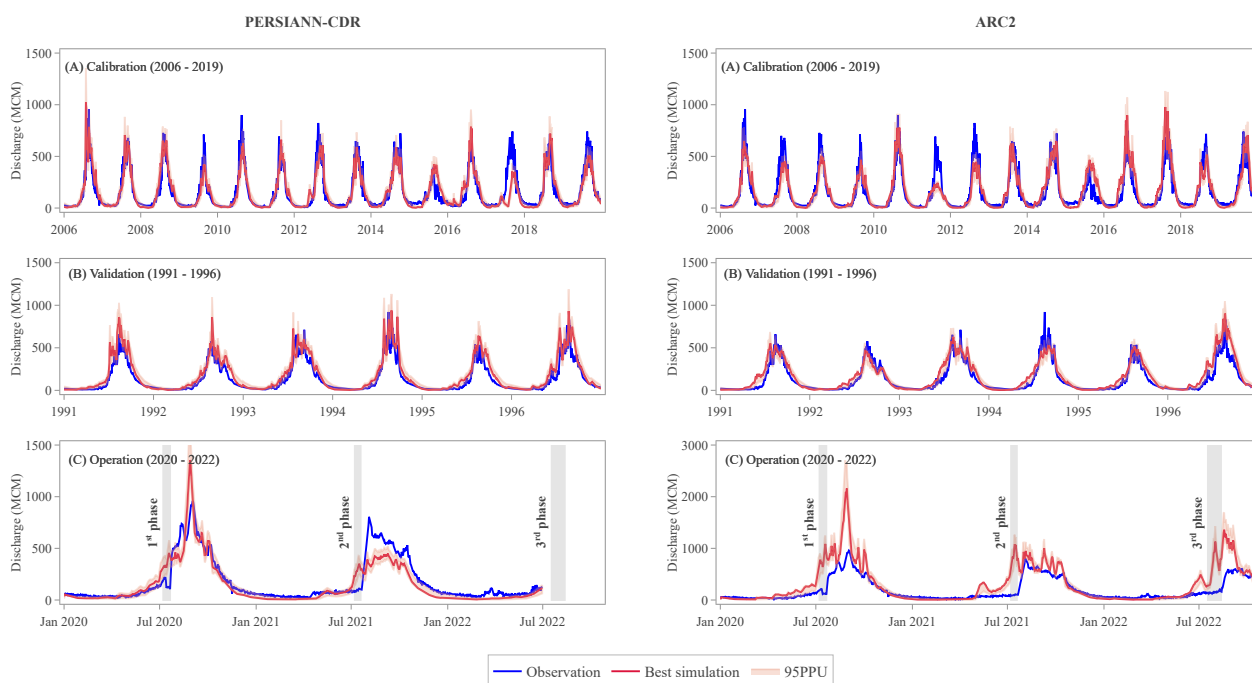 PERSIANN-CDR
ARC2
(A) Calibration (2006 - 2019)
Discharge (MCM)
1500
1000
500
0
2006
2008
2010
2012
2014
2016
2018
(A) Calibration (2006 - 2019)
Discharge (MCM)
1500
1000
500
0
2006
2008
2010
2012
2014
2016
2018
(B) Validation (1991 - 1996)
Discharge (MCM)
1500
1000
500
0
1991
1992
1993
1994
1995
1996
(B) Validation (1991 - 1996)
Discharge (MCM)
1500
1000
500
0
1991
1992
1993
1994
1995
1996
(C) Operation (2020 - 2022)
Discharge (MCM)
1500
1000
500
0
1st phase
2nd phase
3rd phase
Jan 2020
Jul 2020
Jan 2021
Jul 2021
Jan 2022
Jul 2022
(C) Operation (2020 - 2022)
Discharge (MCM)
3000
2000
1000
0
1st phase
2nd phase
3rd phase
Jan 2020
Jul 2020
Jan 2021
Jul 2021
Jan 2022
Jul 2022
Observation
Best simulation
95PPU